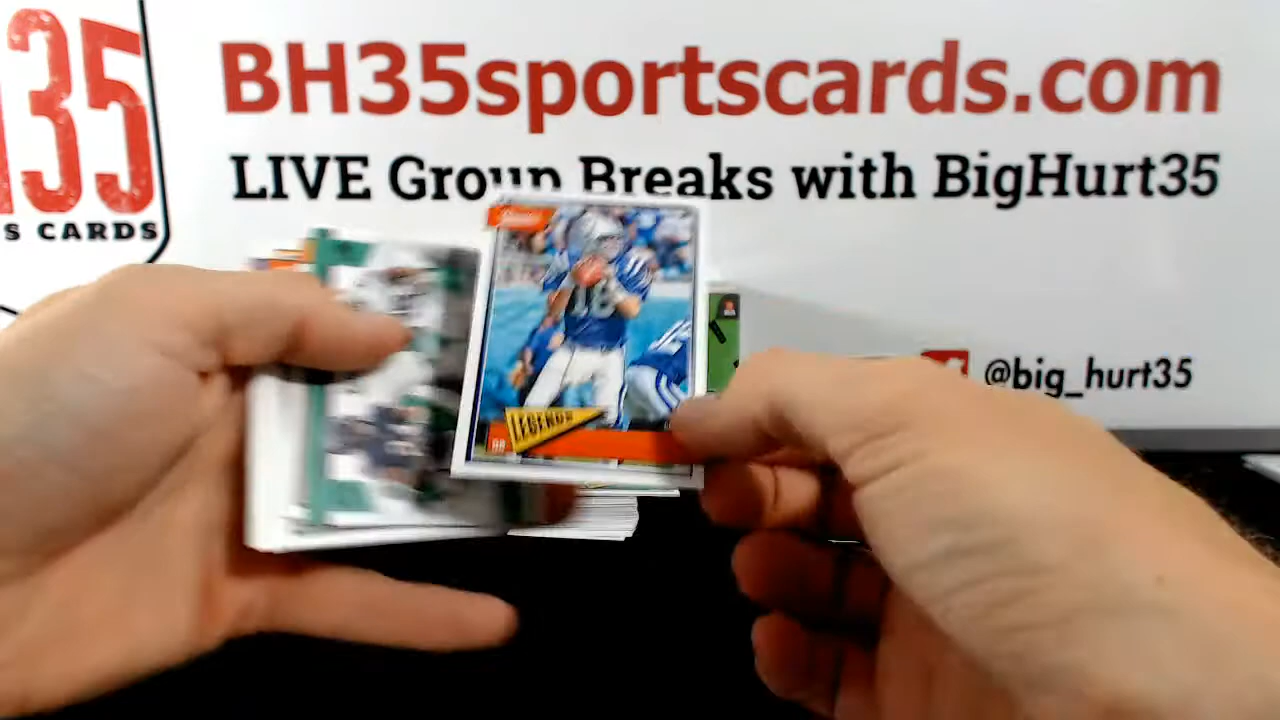 35
S CARDS
BH35sportscards.com
LIVE Group Breaks with BigHurt35
@big_hurt35
18
LEGENDS